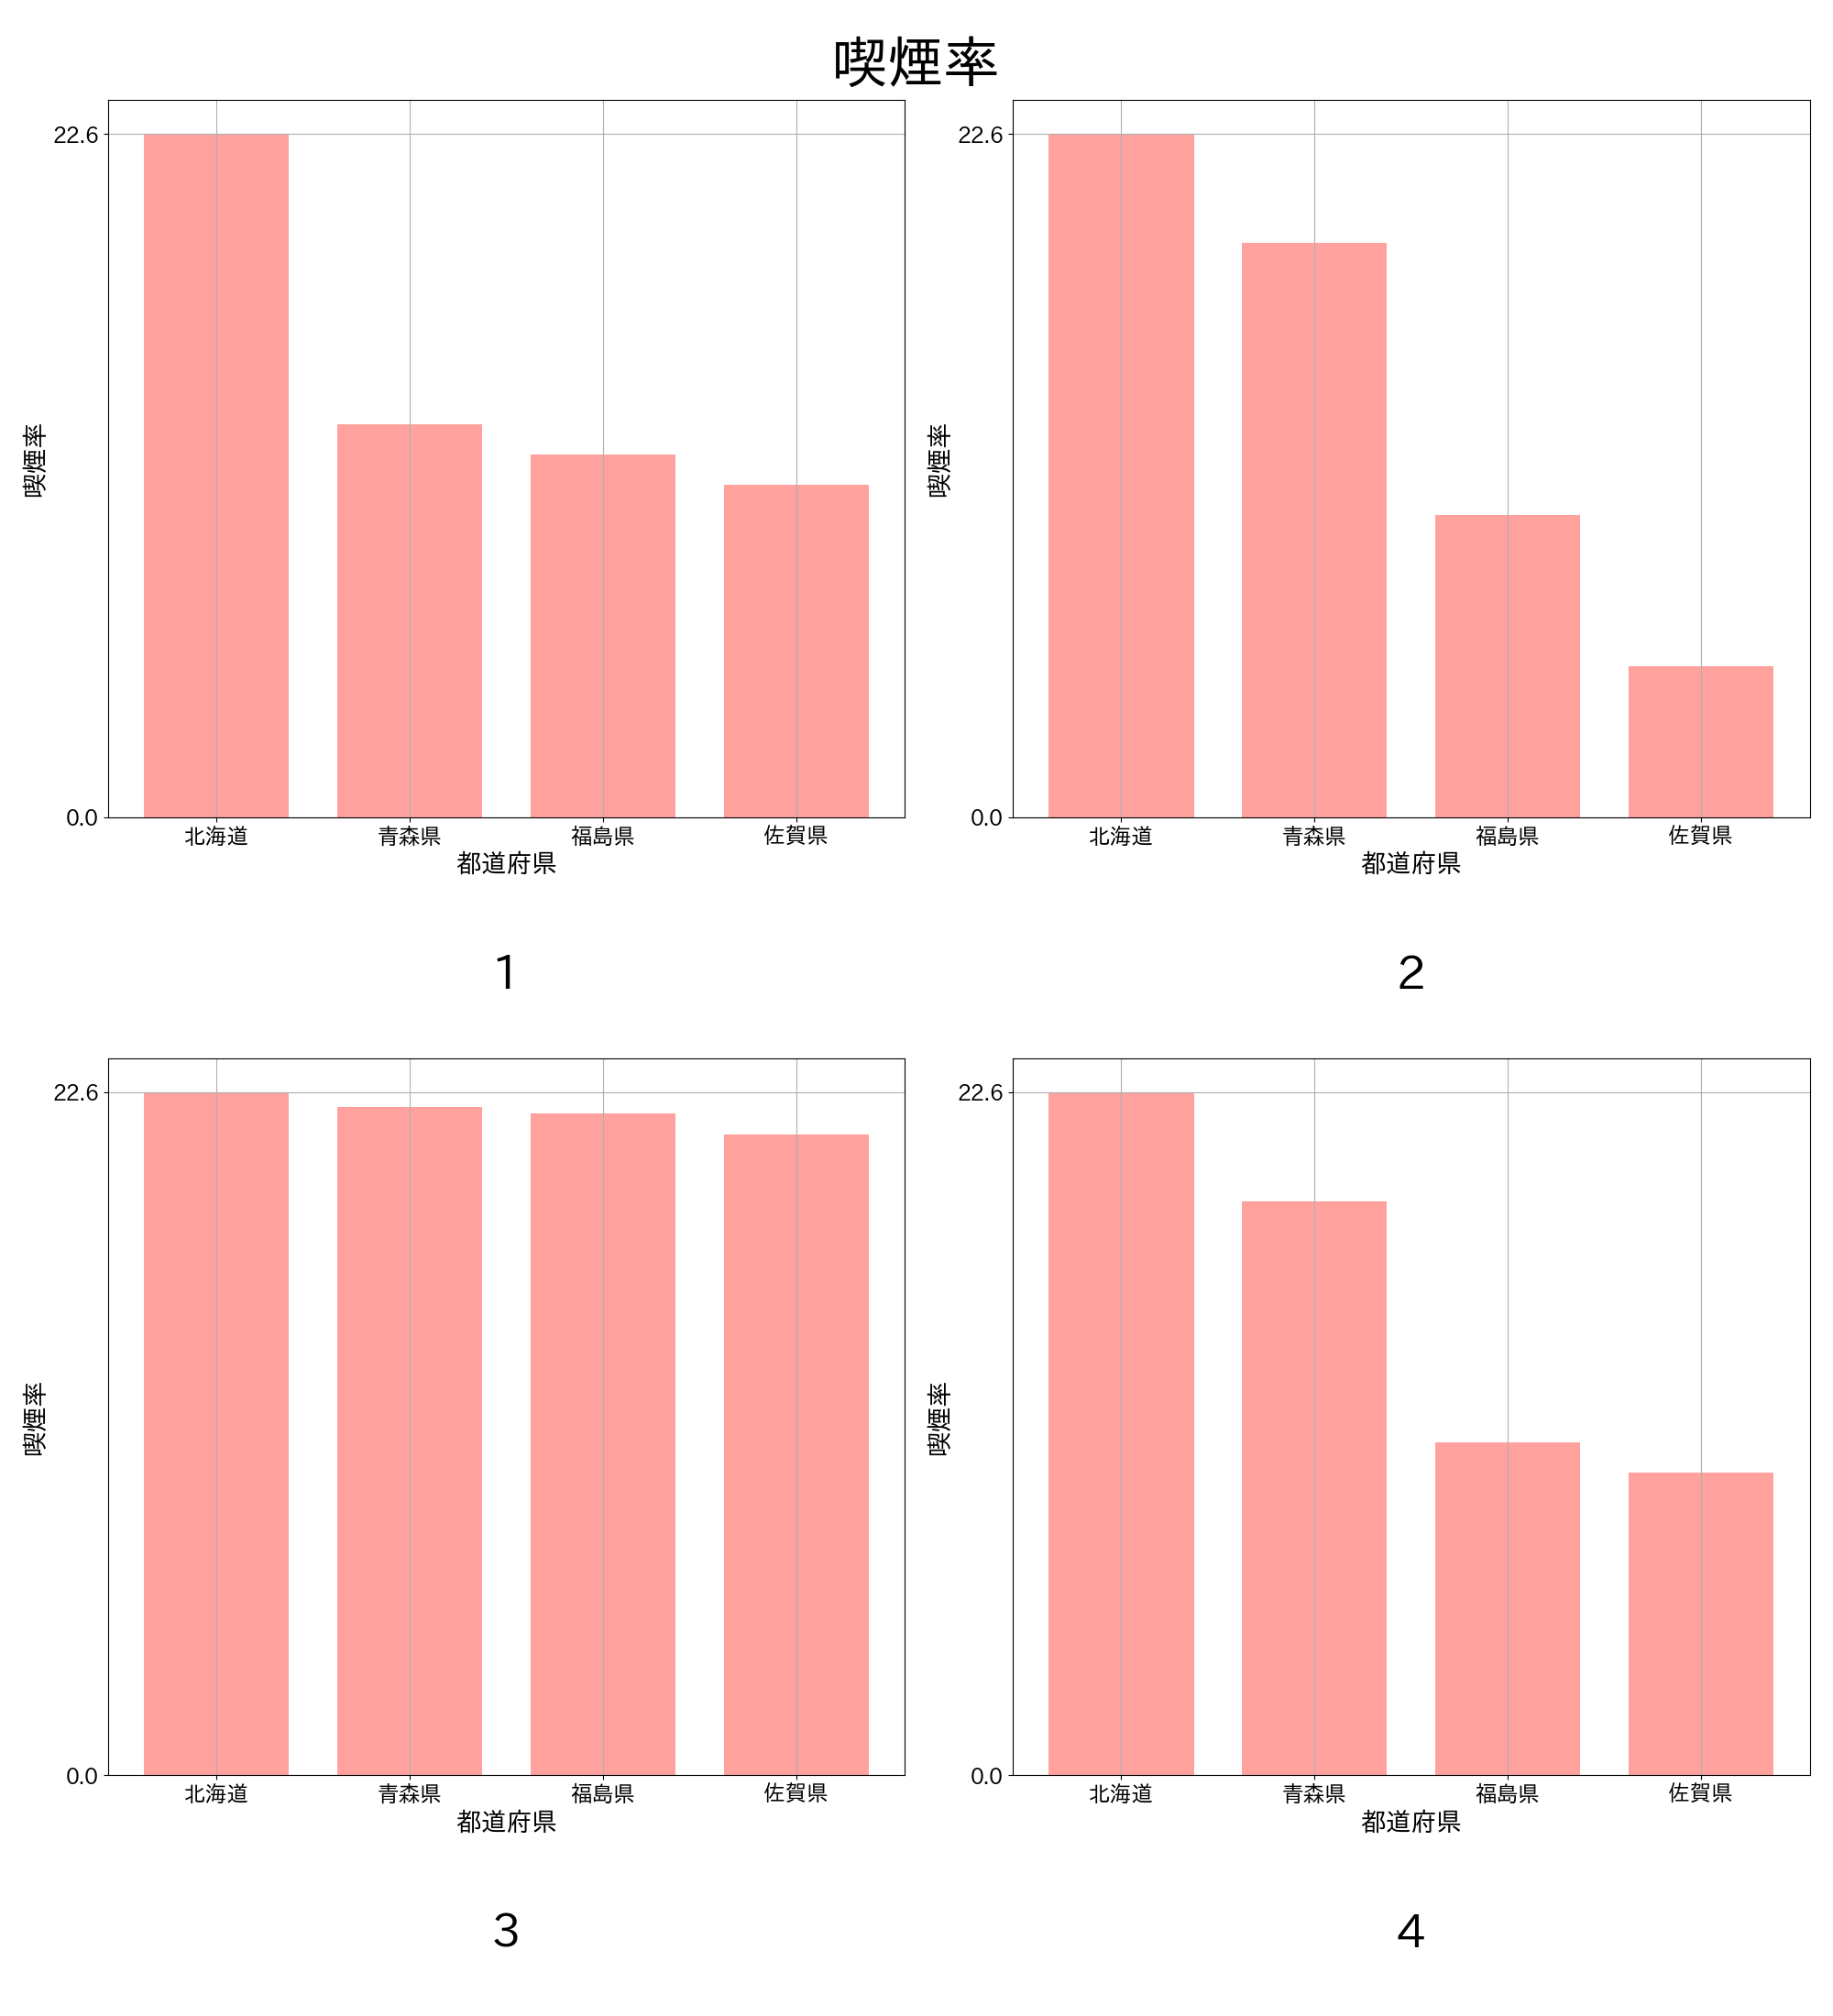 喫煙率
22.6
喫煙率
0.0
北海道 青森県 福島県 佐賀県
都道府県
1
22.6
喫煙率
0.0
北海道 青森県 福島県 佐賀県
都道府県
2
22.6
喫煙率
0.0
北海道 青森県 福島県 佐賀県
都道府県
3
22.6
喫煙率
0.0
北海道 青森県 福島県 佐賀県
都道府県
4